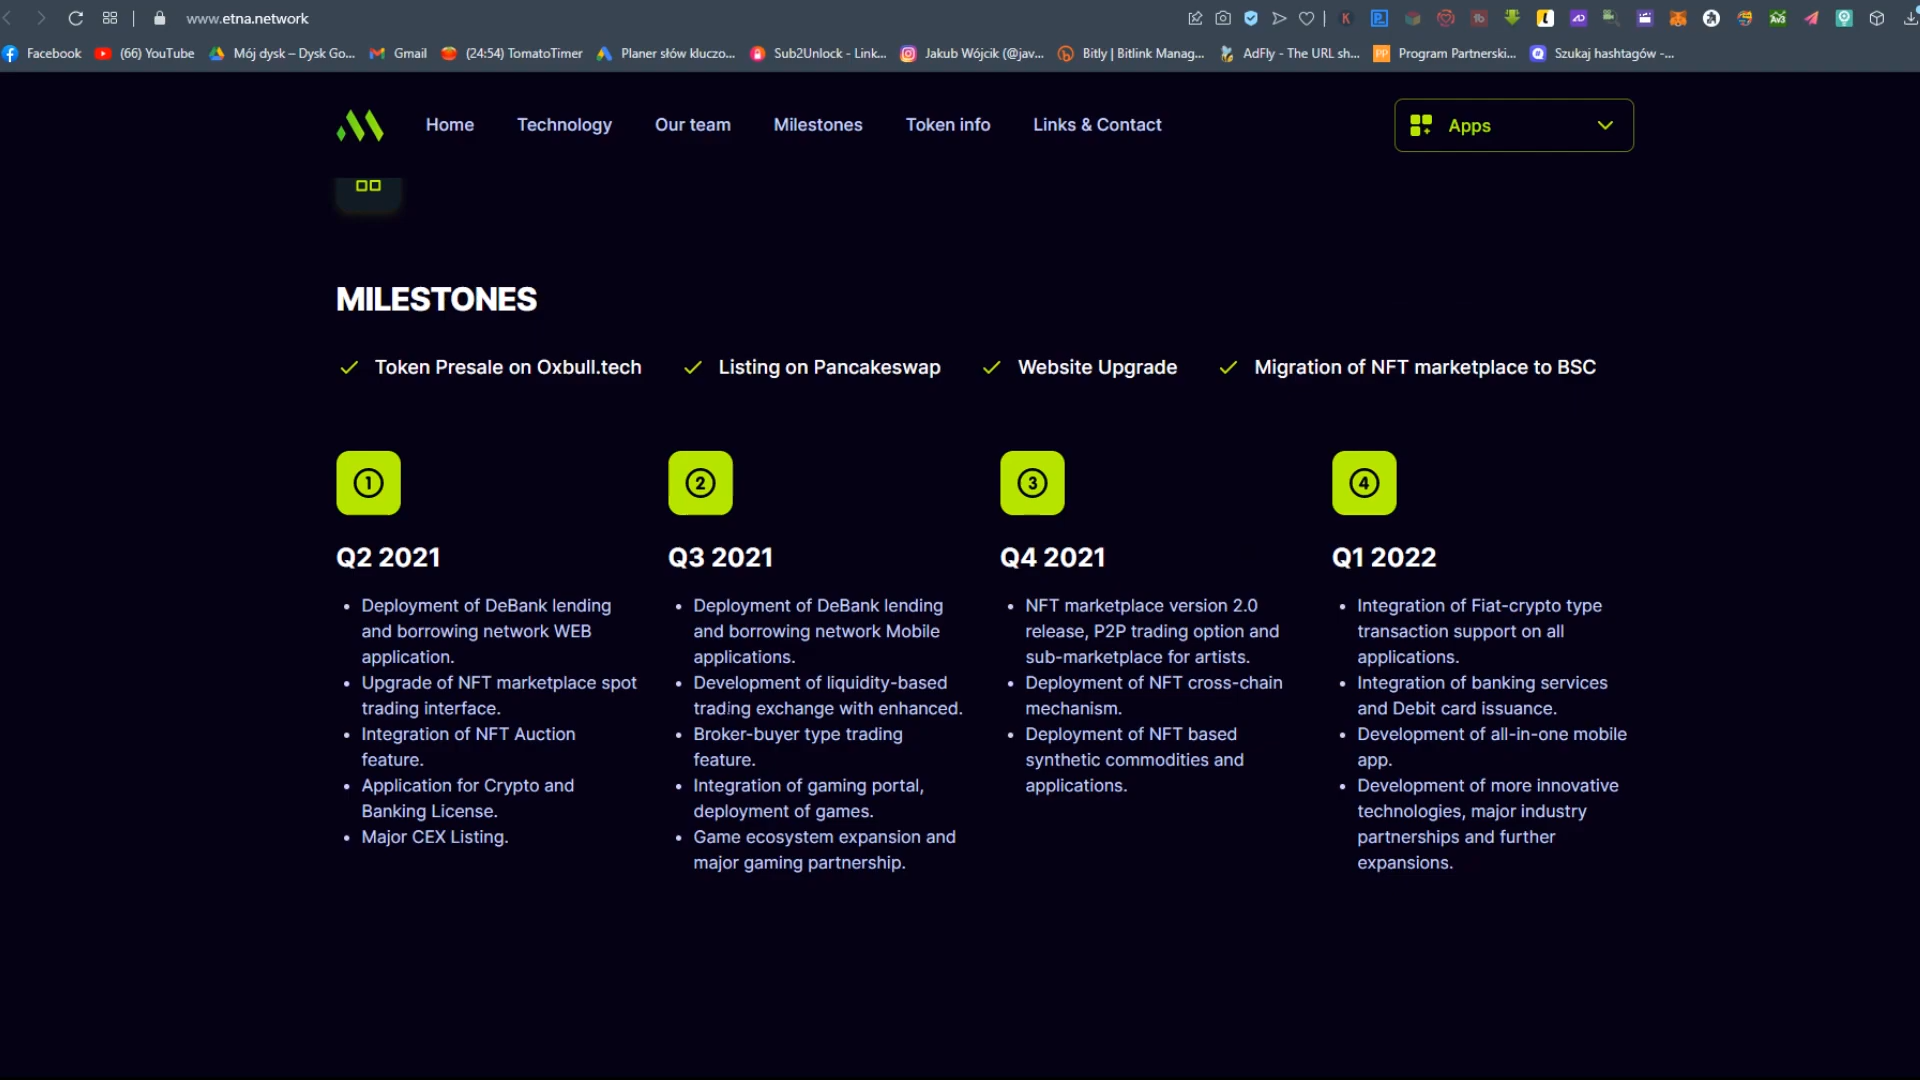 www.etna.network
Facebook
(66) YouTube
Mój dysk – Dysk Go...
Gmail
(24:54) TomatoTimer
Planer słów kluczo...
Sub2Unlock - Link...
Jakub Wójcik (@jav...
Bitly | Bitlink Manag...
AdFly - The URL sh...
Program Partnerski...
Szukaj hashtagów -...
Home
Technology
Our team
Milestones
Token info
Links & Contact
Apps
MILESTONES
Token Presale on Oxbull.tech
Listing on Pancakeswap
Website Upgrade
Migration of NFT marketplace to BSC
1
Q2 2021
Deployment of DeBank lending
and borrowing network WEB
application.
Upgrade of NFT marketplace spot
trading interface.
Integration of NFT Auction
feature.
Application for Crypto and
Banking License.
Major CEX Listing.
2
Q3 2021
Deployment of DeBank lending
and borrowing network Mobile
applications.
Development of liquidity-based
trading exchange with enhanced.
Broker-buyer type trading
feature.
Integration of gaming portal,
deployment of games.
Game ecosystem expansion and
major gaming partnership.
3
Q4 2021
NFT marketplace version 2.0
release, P2P trading option and
sub-marketplace for artists.
Deployment of NFT cross-chain
mechanism.
Deployment of NFT based
synthetic commodities and
applications.
4
Q1 2022
Integration of Fiat-crypto type
transaction support on all
applications.
Integration of banking services
and Debit card issuance.
Development of all-in-one mobile
app.
Development of more innovative
technologies, major industry
partnerships and further
expansions.